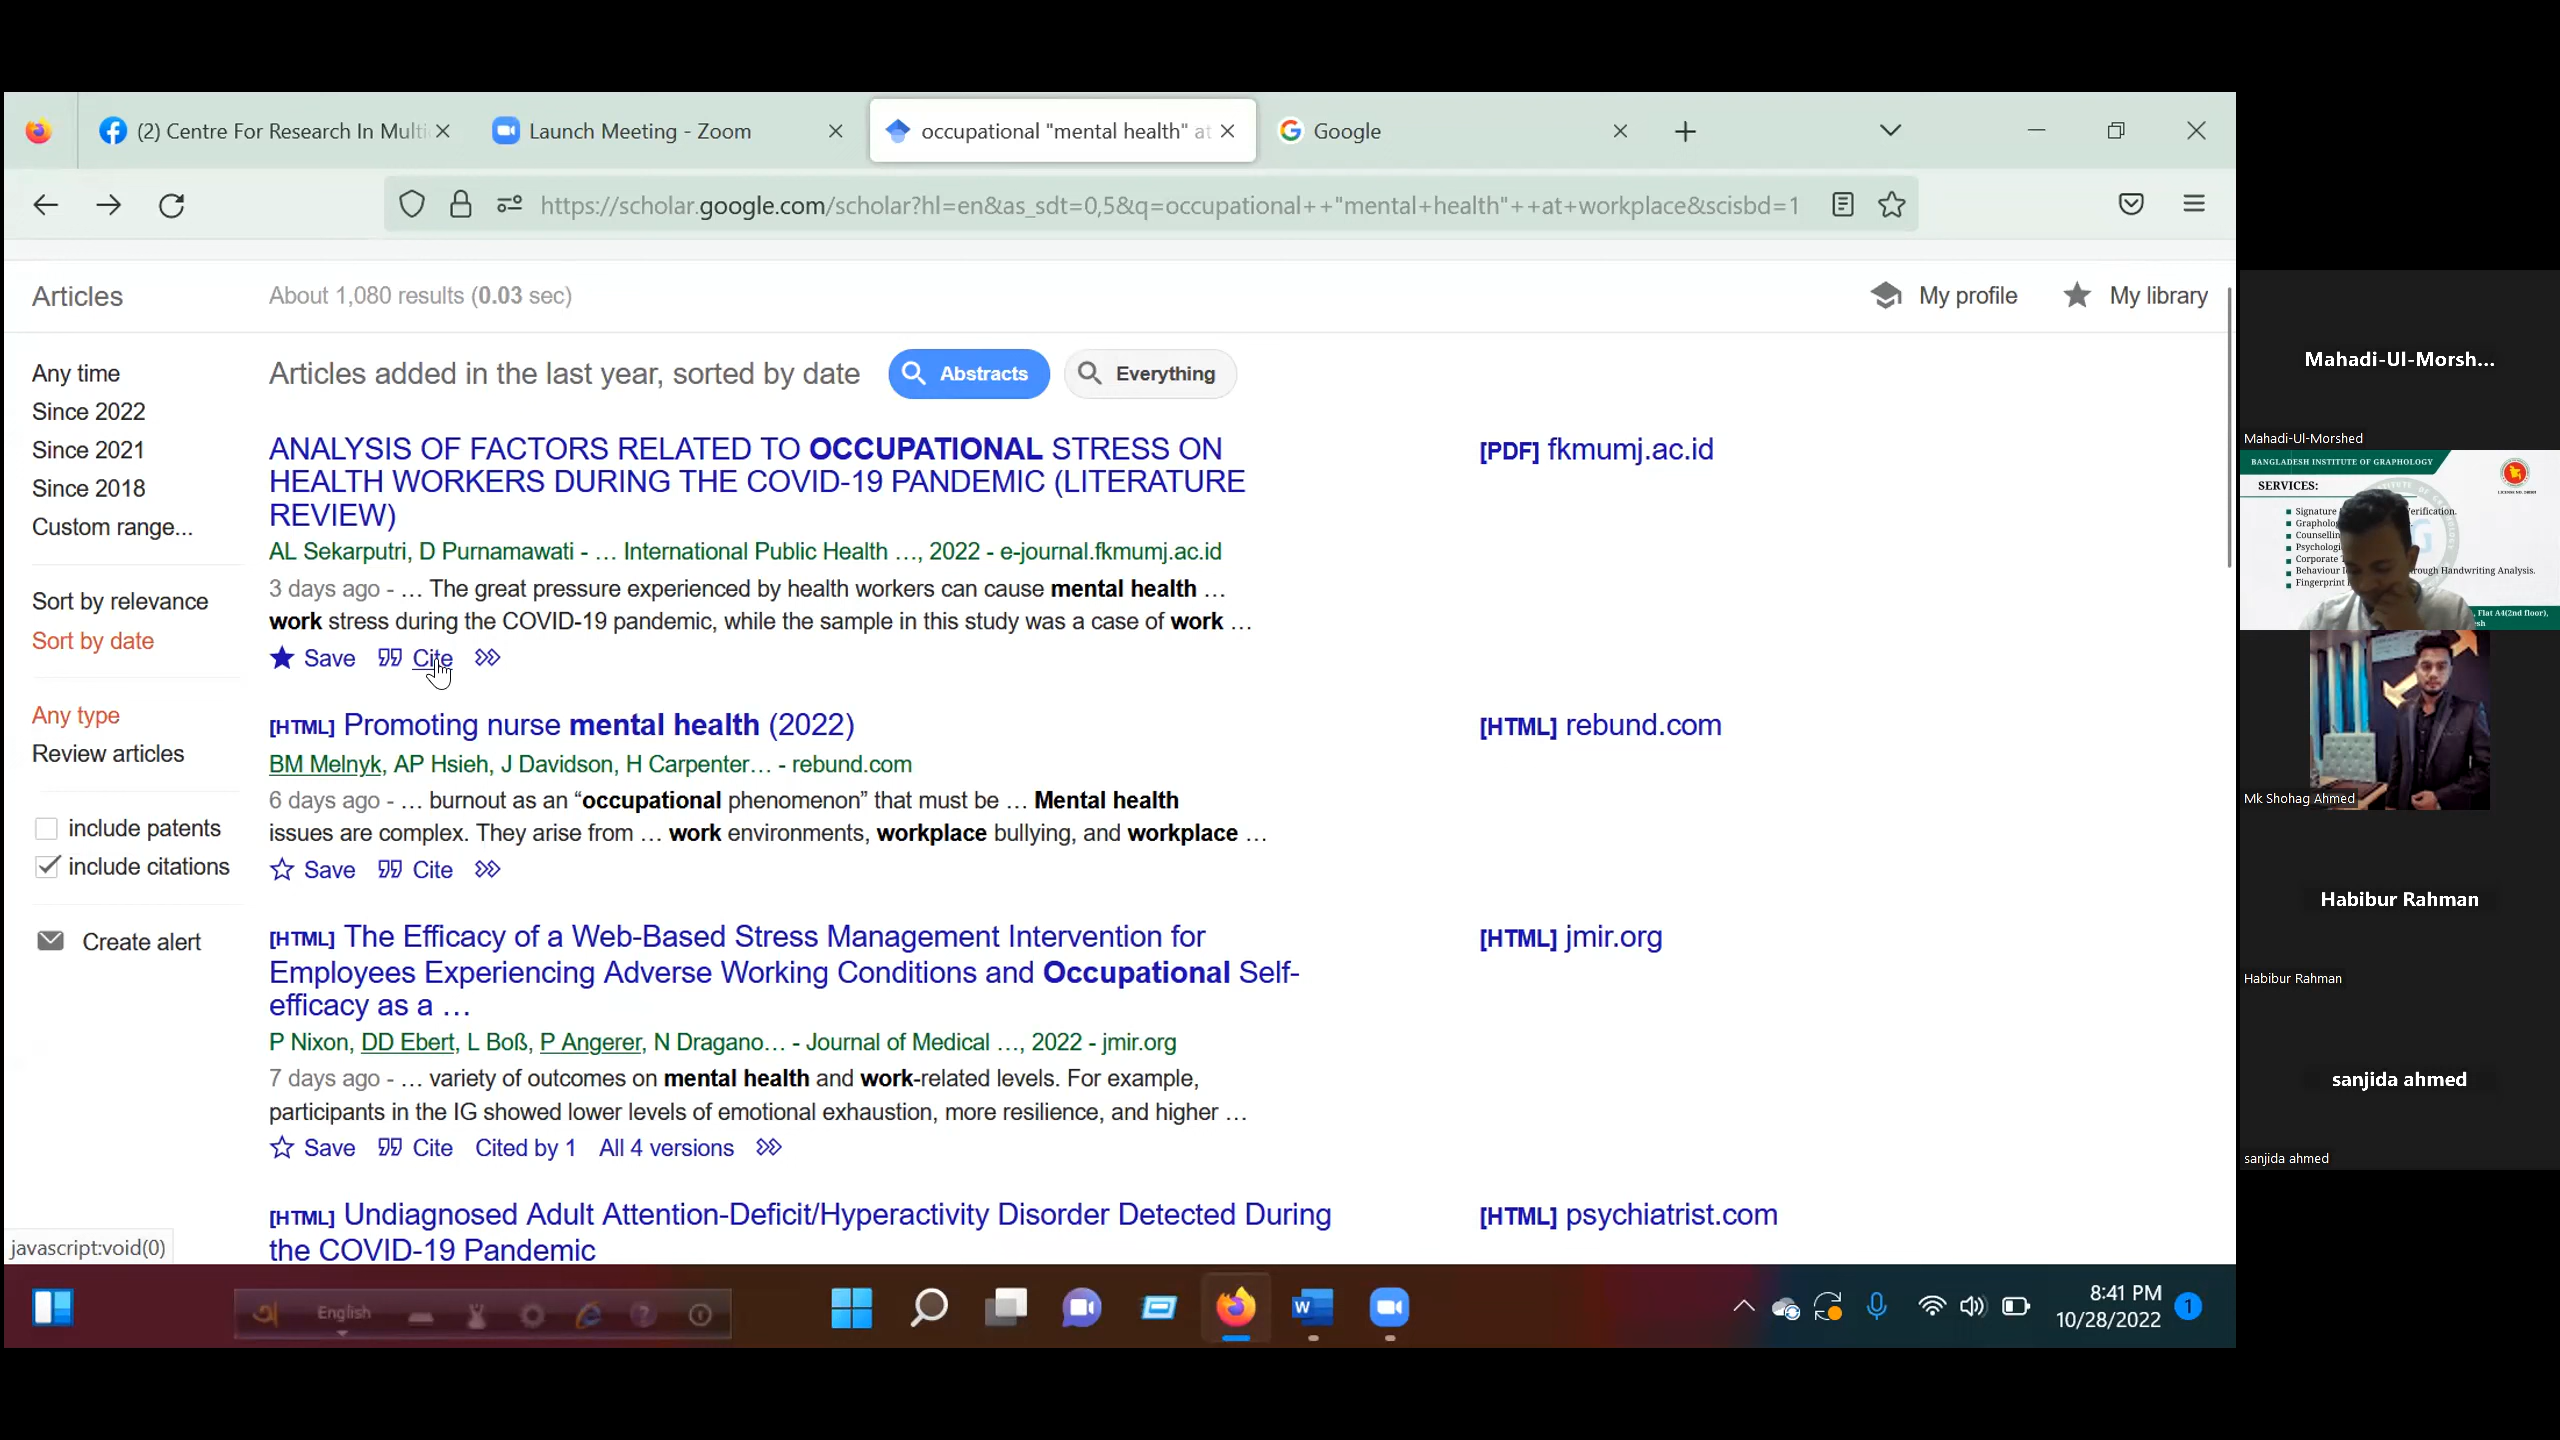 (2) Centre For Research In Multi
Launch Meeting - Zoom
occupational "mental health" at
Google
https://scholar.google.com/scholar?hl=en&as_sdt=0,5&q=occupational++"mental+health"++at+workplace&scisbd=1
Articles
About 1,080 results (0.03 sec)
My profile
My library
Any time
Since 2022
Since 2021
Since 2018
Custom range...
Sort by relevance
Sort by date
Any type
Review articles
include patents
include citations
Create alert
Articles added in the last year, sorted by date
Abstracts
Everything
ANALYSIS OF FACTORS RELATED TO OCCUPATIONAL STRESS ON
HEALTH WORKERS DURING THE COVID-19 PANDEMIC (LITERATURE
REVIEW)
[PDF] fkmumj.ac.id
AL Sekarputri, D Purnamawati - … International Public Health …, 2022 - e-journal.fkmumj.ac.id
3 days ago - … The great pressure experienced by health workers can cause mental health …
work stress during the COVID-19 pandemic, while the sample in this study was a case of work …
Save Cite
[HTML] Promoting nurse mental health (2022)
[HTML] rebund.com
BM Melnyk, AP Hsieh, J Davidson, H Carpenter… - rebund.com
6 days ago - … burnout as an “occupational phenomenon” that must be … Mental health
issues are complex. They arise from … work environments, workplace bullying, and workplace …
Save Cite
[HTML] The Efficacy of a Web-Based Stress Management Intervention for
Employees Experiencing Adverse Working Conditions and Occupational Self-
efficacy as a …
[HTML] jmir.org
P Nixon, DD Ebert, L Boß, P Angerer, N Dragano… - Journal of Medical …, 2022 - jmir.org
7 days ago - … variety of outcomes on mental health and work-related levels. For example,
participants in the IG showed lower levels of emotional exhaustion, more resilience, and higher …
Save Cite Cited by 1 All 4 versions
[HTML] Undiagnosed Adult Attention-Deficit/Hyperactivity Disorder Detected During
the COVID-19 Pandemic
[HTML] psychiatrist.com
javascript:void(0)
English
8:41 PM
10/28/2022
1
Mahadi-Ul-Morsh...
Mahadi-Ul-Morshed
BANGLADESH INSTITUTE OF GRAPHOLOGY
SERVICES:
Signature
erification.
Counsellin
Corporate
Behaviour
rough Handwriting Analysis.
Fingerprint
Flat A4(2nd floor),
Mk Shohag Ahmed
Habibur Rahman
Habibur Rahman
sanjida ahmed
sanjida ahmed